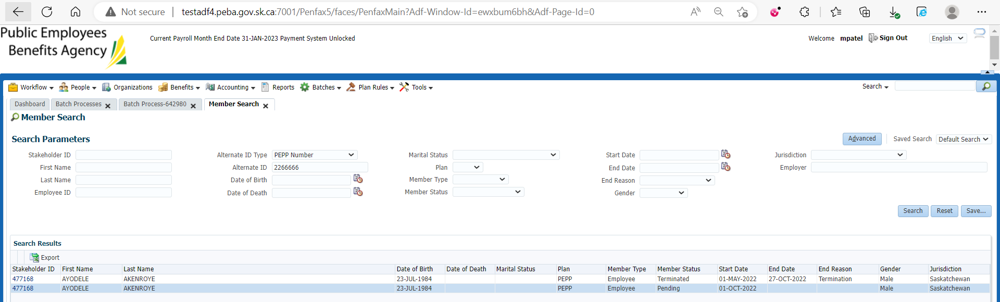 Not secure | testadf4.peba.gov.sk.ca:7001/Penfax5/faces/PenfaxMain?Adf-Window-Id=ewxbum6bh&Adf-Page-Id=0
Public Employees
Benefits Agency
Current Payroll Month End Date 31-JAN-2023 Payment System Unlocked
Welcome mpatel Sign Out English
Workflow People Organizations Benefits Accounting Reports Batches Plan Rules Tools Search
Dashboard Batch Processes Batch Process-642980 Member Search
Member Search
Search Parameters Advanced Saved Search Default Search
Stakeholder ID Alternate ID Type PEPP Number Marital Status Start Date Jurisdiction
First Name Alternate ID 2266666 Plan End Date Employer
Last Name Date of Birth Member Type End Reason
Employee ID Date of Death Member Status Gender
Search Reset Save...
Search Results
Export
Stakeholder ID First Name Last Name Date of Birth Date of Death Marital Status Plan Member Type Member Status Start Date End Date End Reason Gender Jurisdiction
477168 AYODELE AKENROYE 23-JUL-1984 PEPP Employee Terminated 01-MAY-2022 27-OCT-2022 Termination Male Saskatchewan
477168 AYODELE AKENROYE 23-JUL-1984 PEPP Employee Pending 01-OCT-2022 Male Saskatchewan